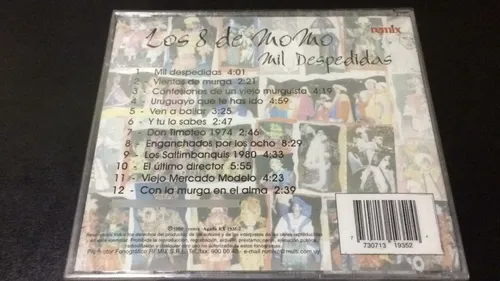 Los 8 de MoMo
remix
Mil Despedidas
1 - Mil despedidas 4:01
2 - Vientos de murga 2:21
3 - Confesiones de un viejo murguista 4:19
4 - Uruguayo que te has ido 4:59
5 - Ven a bailar 3:25
6 - Y tu lo sabes 2:47
7 - Don Timoteo 1974 2:46
8 - Enganchados por los ocho 8:29
9 - Los Saltimbanquis 1980 4:33
10 - El último director 5:55
11 - Viejo Mercado Modelo 4:23
12 - Con la murga en el alma 2:39
7 730713 19352